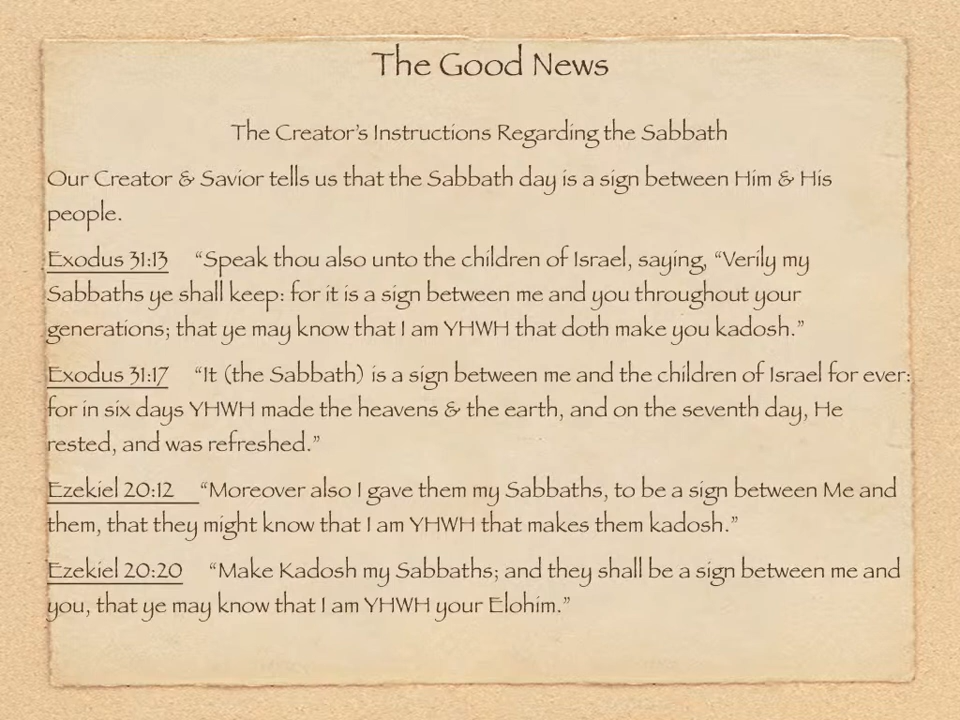 The Good News
The Creator’s Instructions Regarding the Sabbath
Our Creator & Savior tells us that the Sabbath day is a sign between Him & His
people.
Exodus 31:13 “Speak thou also unto the children of Israel, saying, “Verily my
Sabbaths ye shall keep: for it is a sign between me and you throughout your
generations; that ye may know that I am YHWH that doth make you kadosh.”
Exodus 31:17 “It (the Sabbath) is a sign between me and the children of Israel for ever:
for in six days YHWH made the heavens & the earth, and on the seventh day, He
rested, and was refreshed.”
Ezekiel 20:12 “Moreover also I gave them my Sabbaths, to be a sign between Me and
them, that they might know that I am YHWH that makes them kadosh.”
Ezekiel 20:20 “Make Kadosh my Sabbaths; and they shall be a sign between me and
you, that ye may know that I am YHWH your Elohim.”